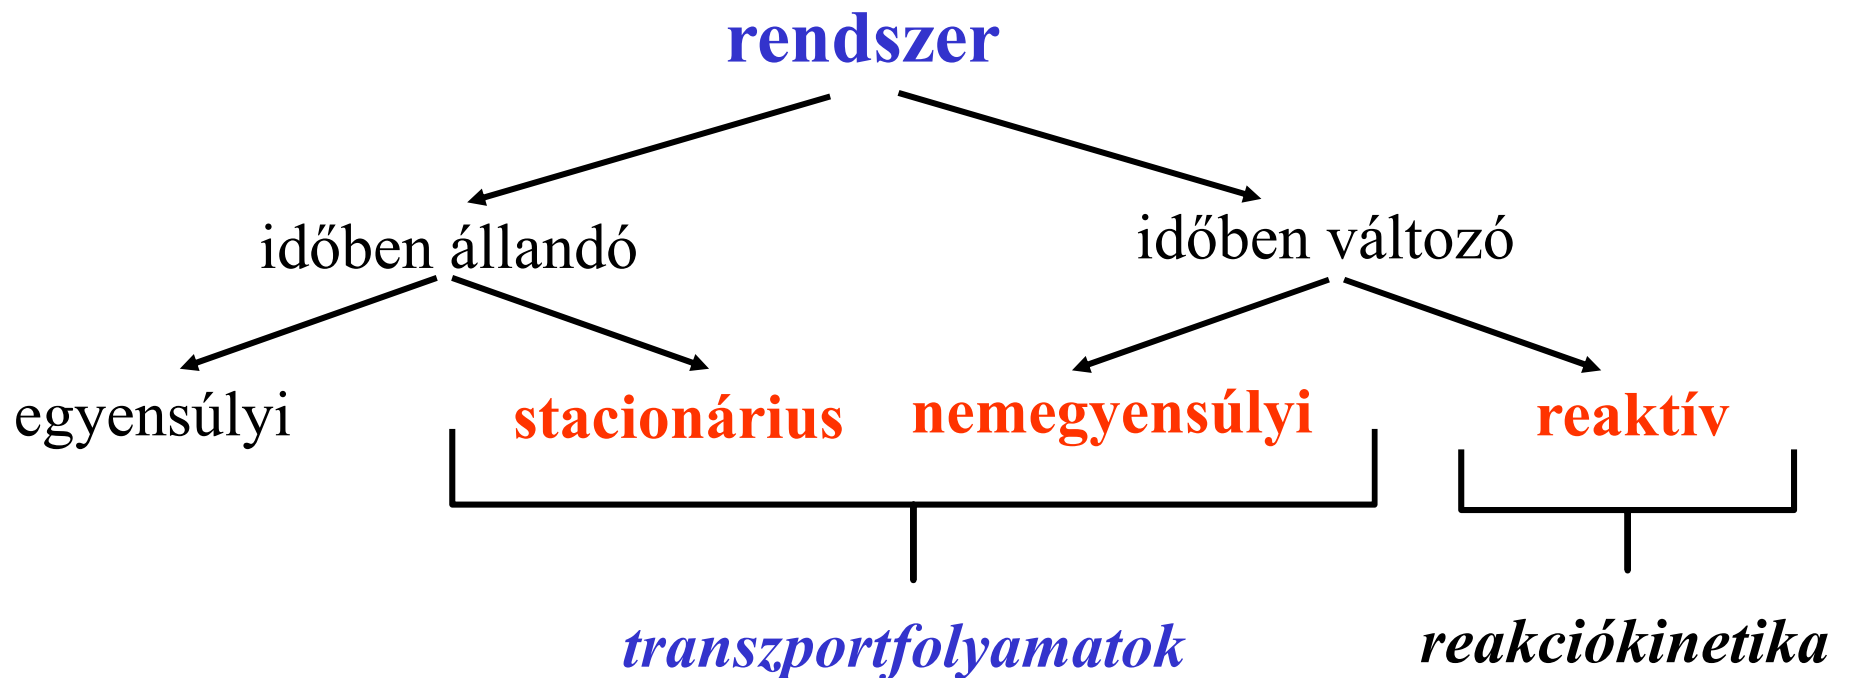 rendszer
időben állandó
időben változó
egyensúlyi
stacionárius
nemegyensúlyi
reaktív
transzportfolyamatok
reakciókinetika